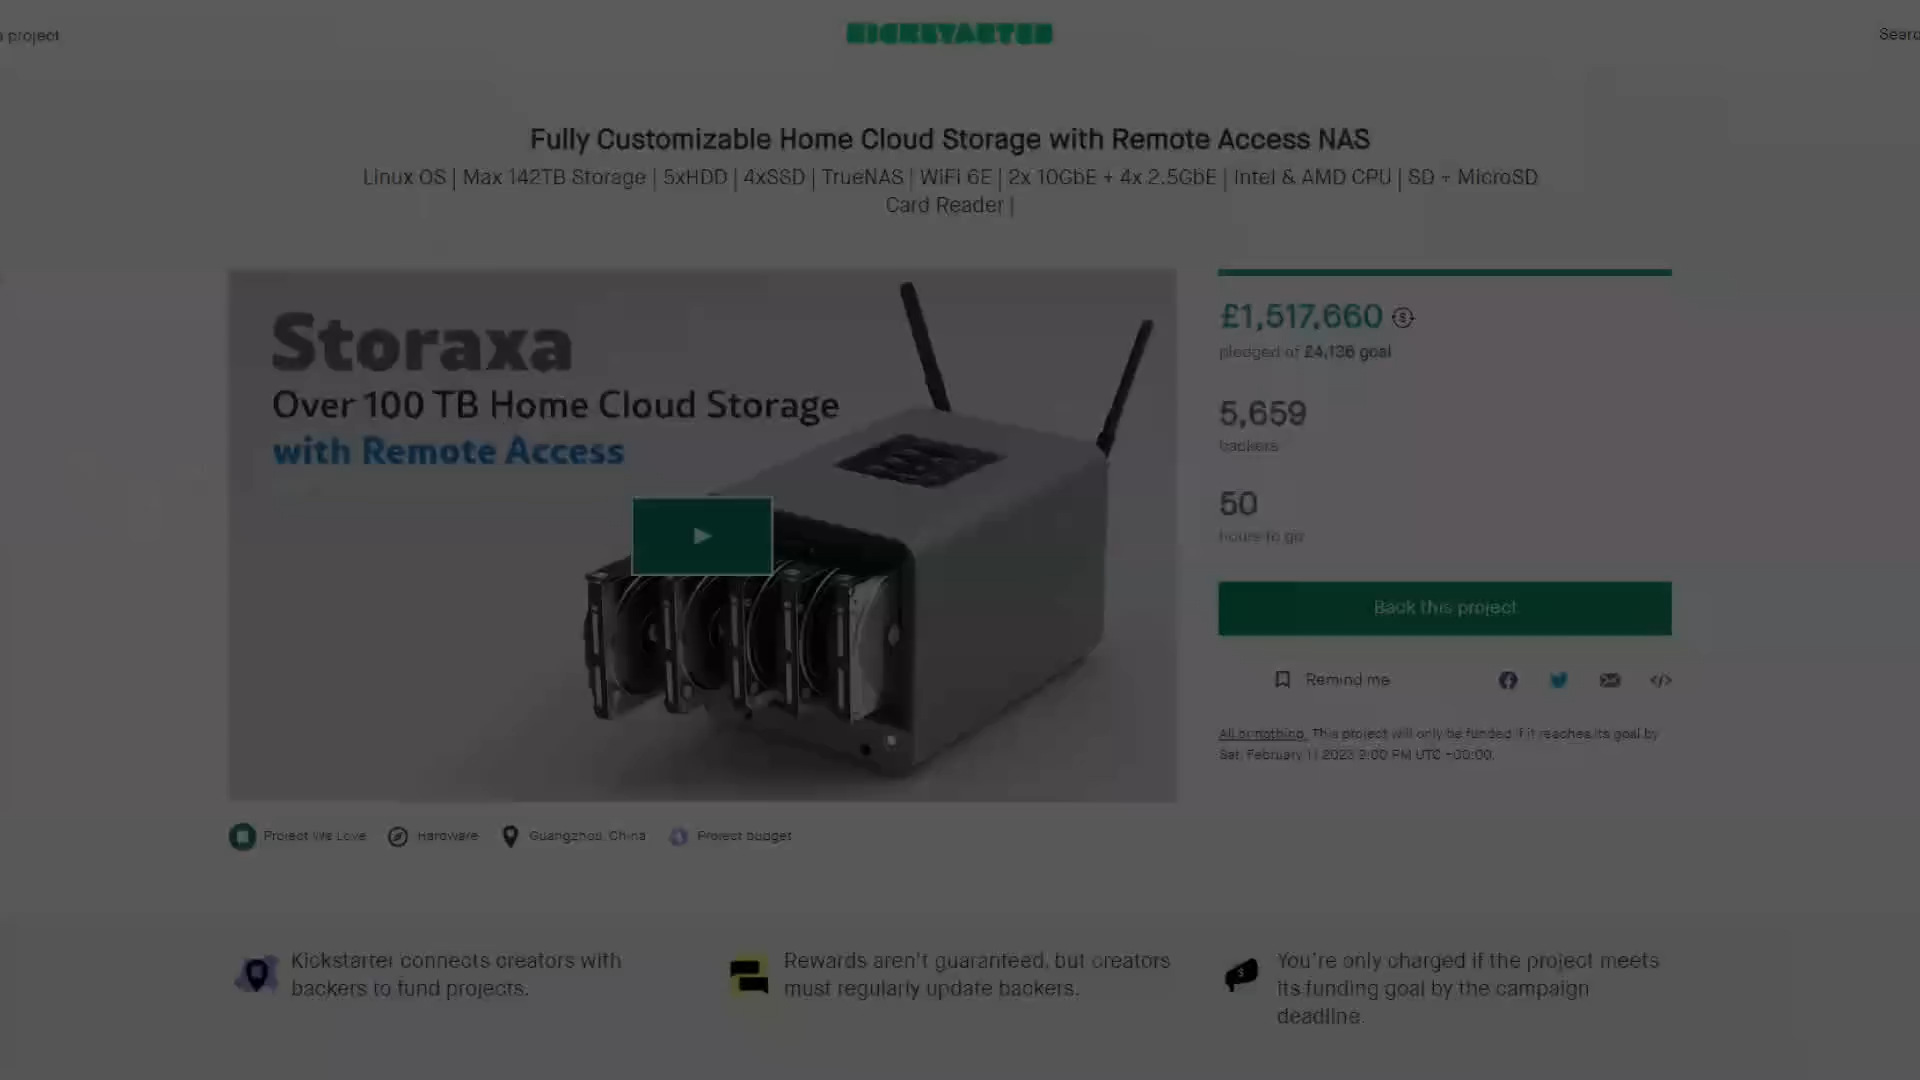 a project
KICKSTARTER
Searc
Fully Customizable Home Cloud Storage with Remote Access NAS
Linux OS | Max 142TB Storage | 5xHDD | 4xSSD | TrueNAS | WiFi 6E | 2x 10GbE + 4x 2.5GbE | Intel & AMD CPU | SD + MicroSD
Card Reader |
Storaxa
Over 100 TB Home Cloud Storage
with Remote Access
£1,517,660
pledged of £4,136 goal
5,659
backers
50
hours to go
Back this project
Remind me
All or nothing. This project will only be funded if it reaches its goal by
Sat, February 11 2023 9:00 PM UTC +00:00.
Project We Love
Hardware
Guangzhou, China
Project budget
Kickstarter connects creators with
backers to fund projects.
Rewards aren't guaranteed, but creators
must regularly update backers.
You're only charged if the project meets
its funding goal by the campaign
deadline.